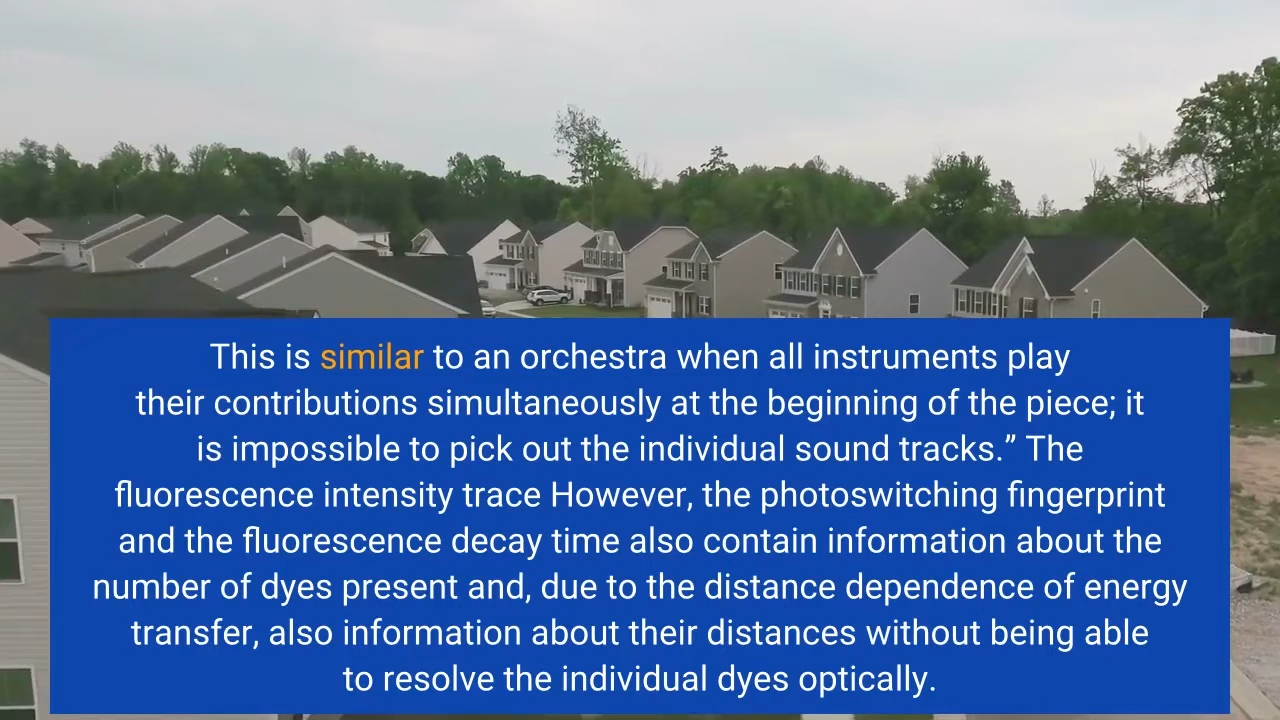 This is similar to an orchestra when all instruments play
their contributions simultaneously at the beginning of the piece; it
is impossible to pick out the individual sound tracks.” The
fluorescence intensity trace However, the photoswitching fingerprint
and the fluorescence decay time also contain information about the
number of dyes present and, due to the distance dependence of energy
transfer, also information about their distances without being able
to resolve the individual dyes optically.